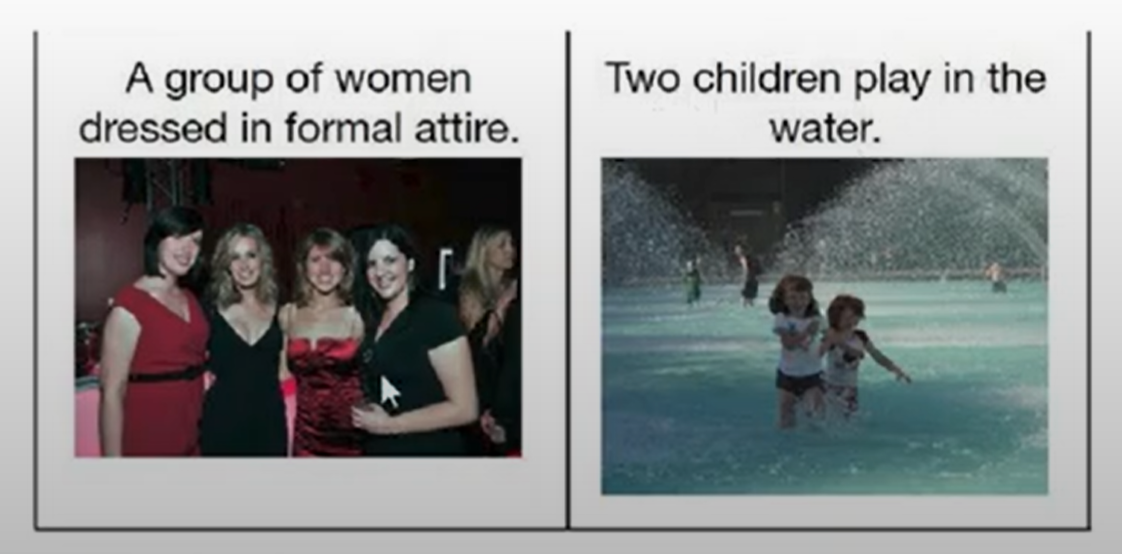 A group of women
dressed in formal attire.
Two children play in the
water.